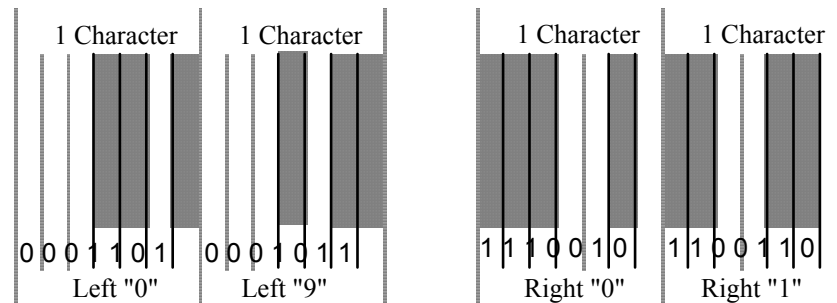 1 Character 1 Character 1 Character 1 Character
0 0 0 1 1 0 1 0 0 0 1 0 1 1 1 1 1 0 0 1 0 1 1 0 0 1 1 0
Left "0" Left "9" Right "0" Right "1"